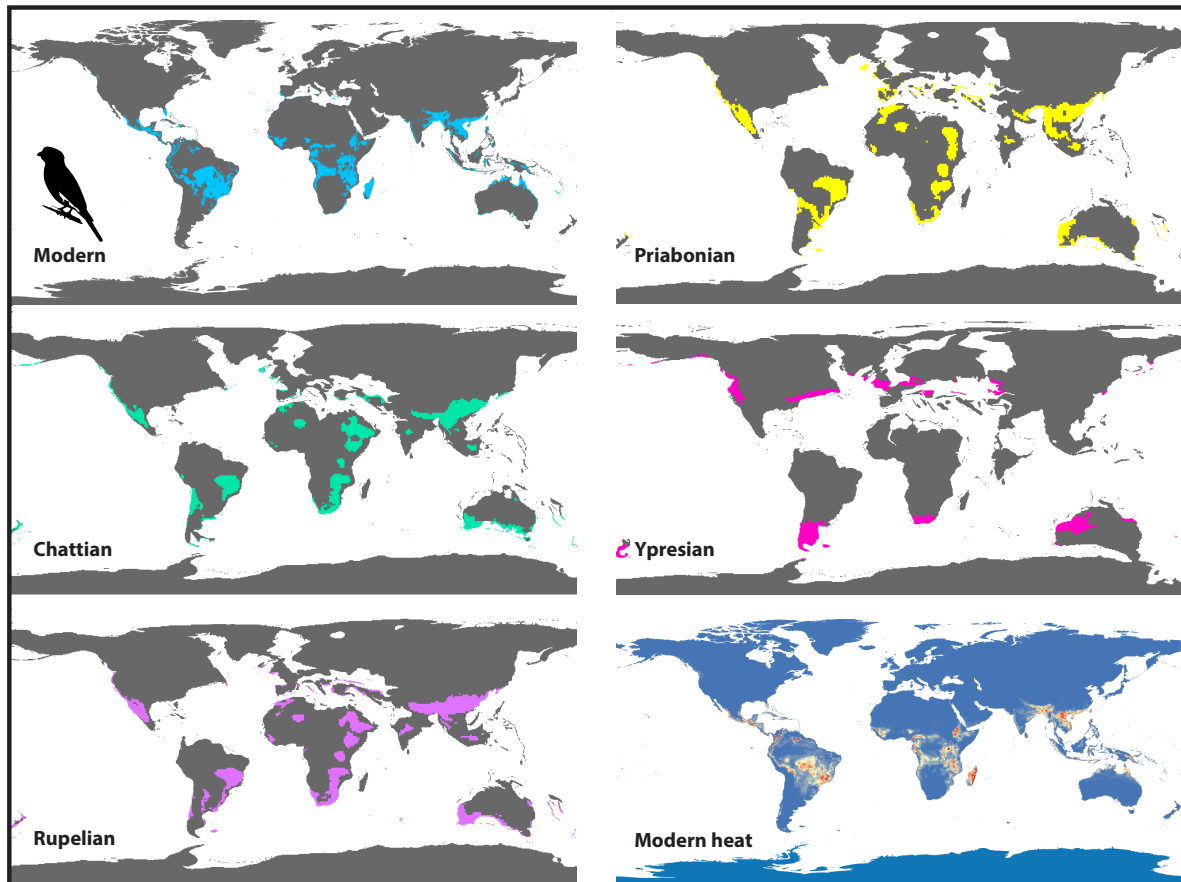 Modern
Priabonian
Chattian
Ypresian
Rupelian
Modern heat